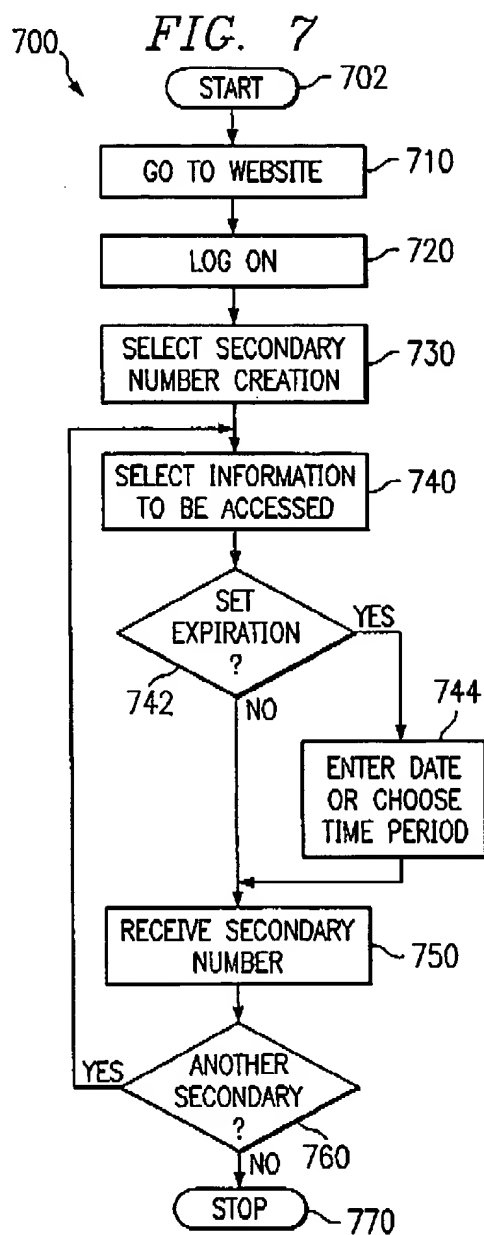 FIG. 7
700
START
702
GO TO WEBSITE
710
LOG ON
720
SELECT SECONDARY
NUMBER CREATION
730
SELECT INFORMATION
TO BE ACCESSED
740
SET
EXPIRATION
?
742
YES
NO
744
ENTER DATE
OR CHOOSE
TIME PERIOD
RECEIVE SECONDARY
NUMBER
750
YES
ANOTHER
SECONDARY
?
760
NO
STOP
770